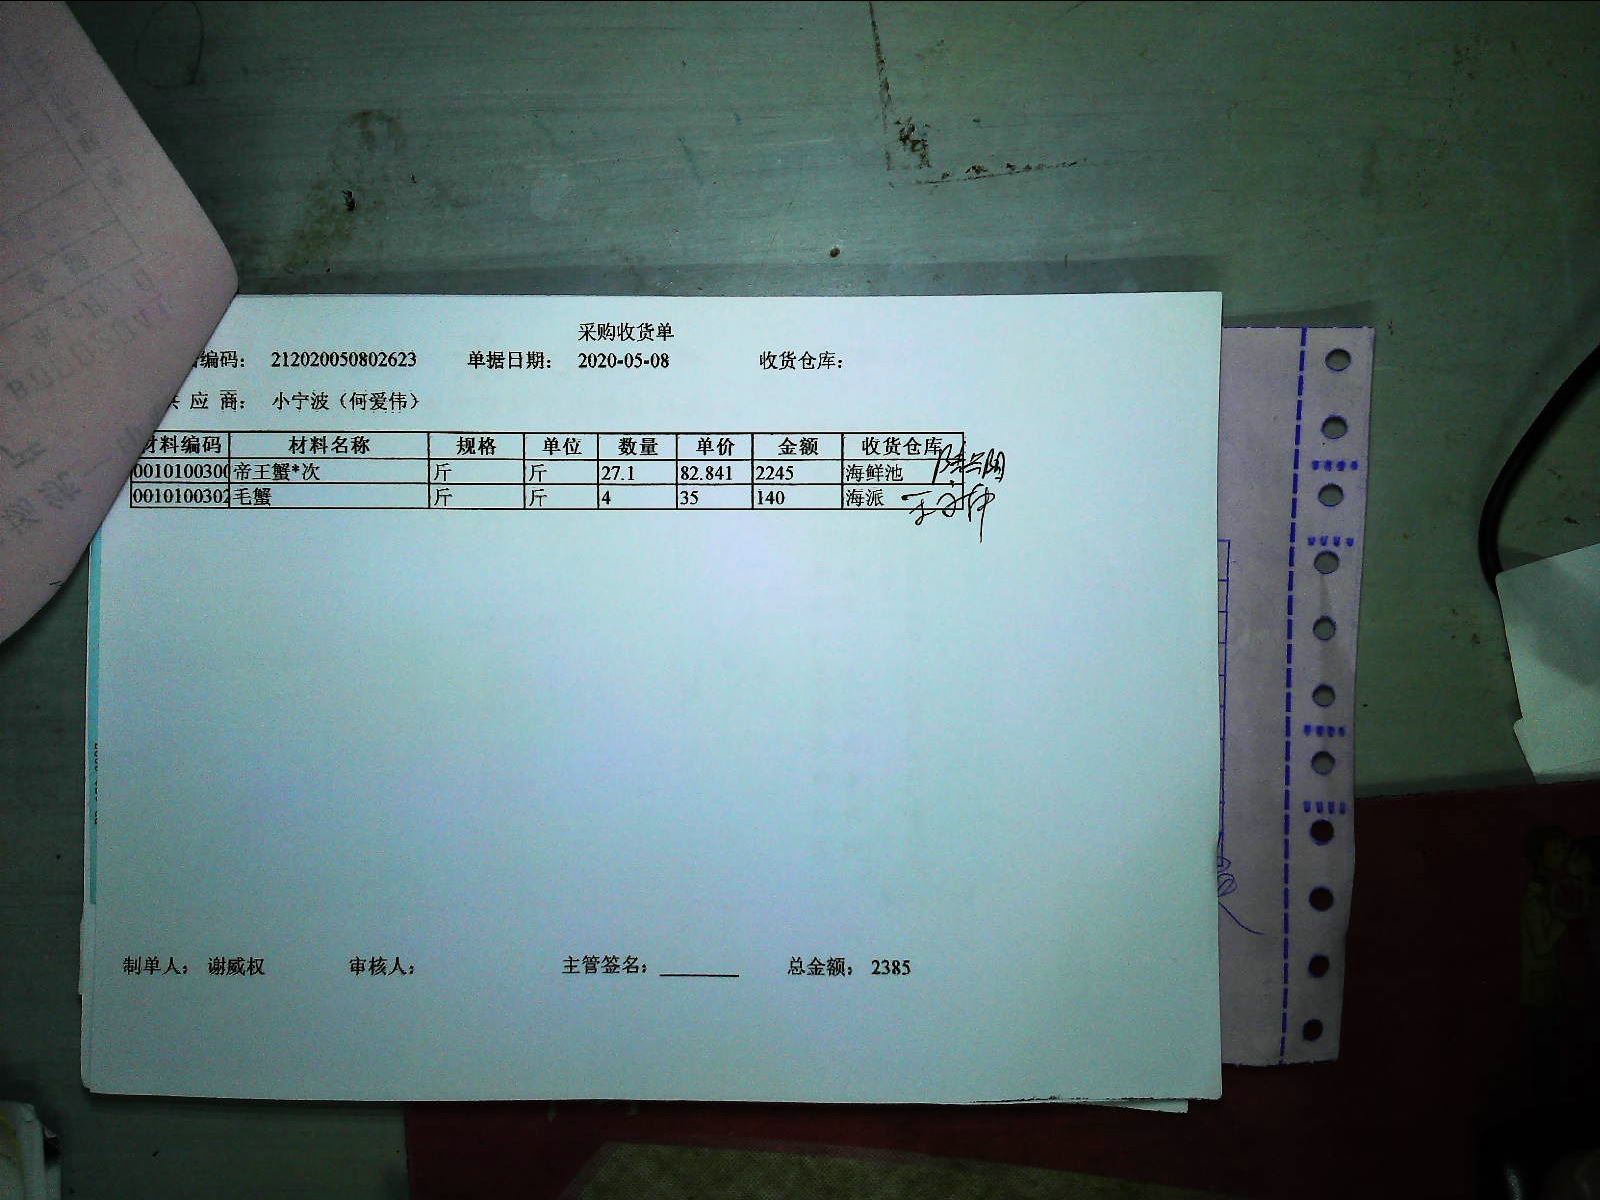 采购收货单
编码： 212020050802623 单据日期： 2020-05-08 收货仓库：
应 商： 小宁波（何爱伟）
材料编码 材料名称 规格 单位 数量 单价 金额 收货仓库
0010100300 帝王蟹*次 斤 斤 27.1 82.841 2245 海鲜池
0010100302 毛蟹 斤 斤 4 35 140 海派
制单人： 谢威权 审核人： 主管签名： 总金额： 2385